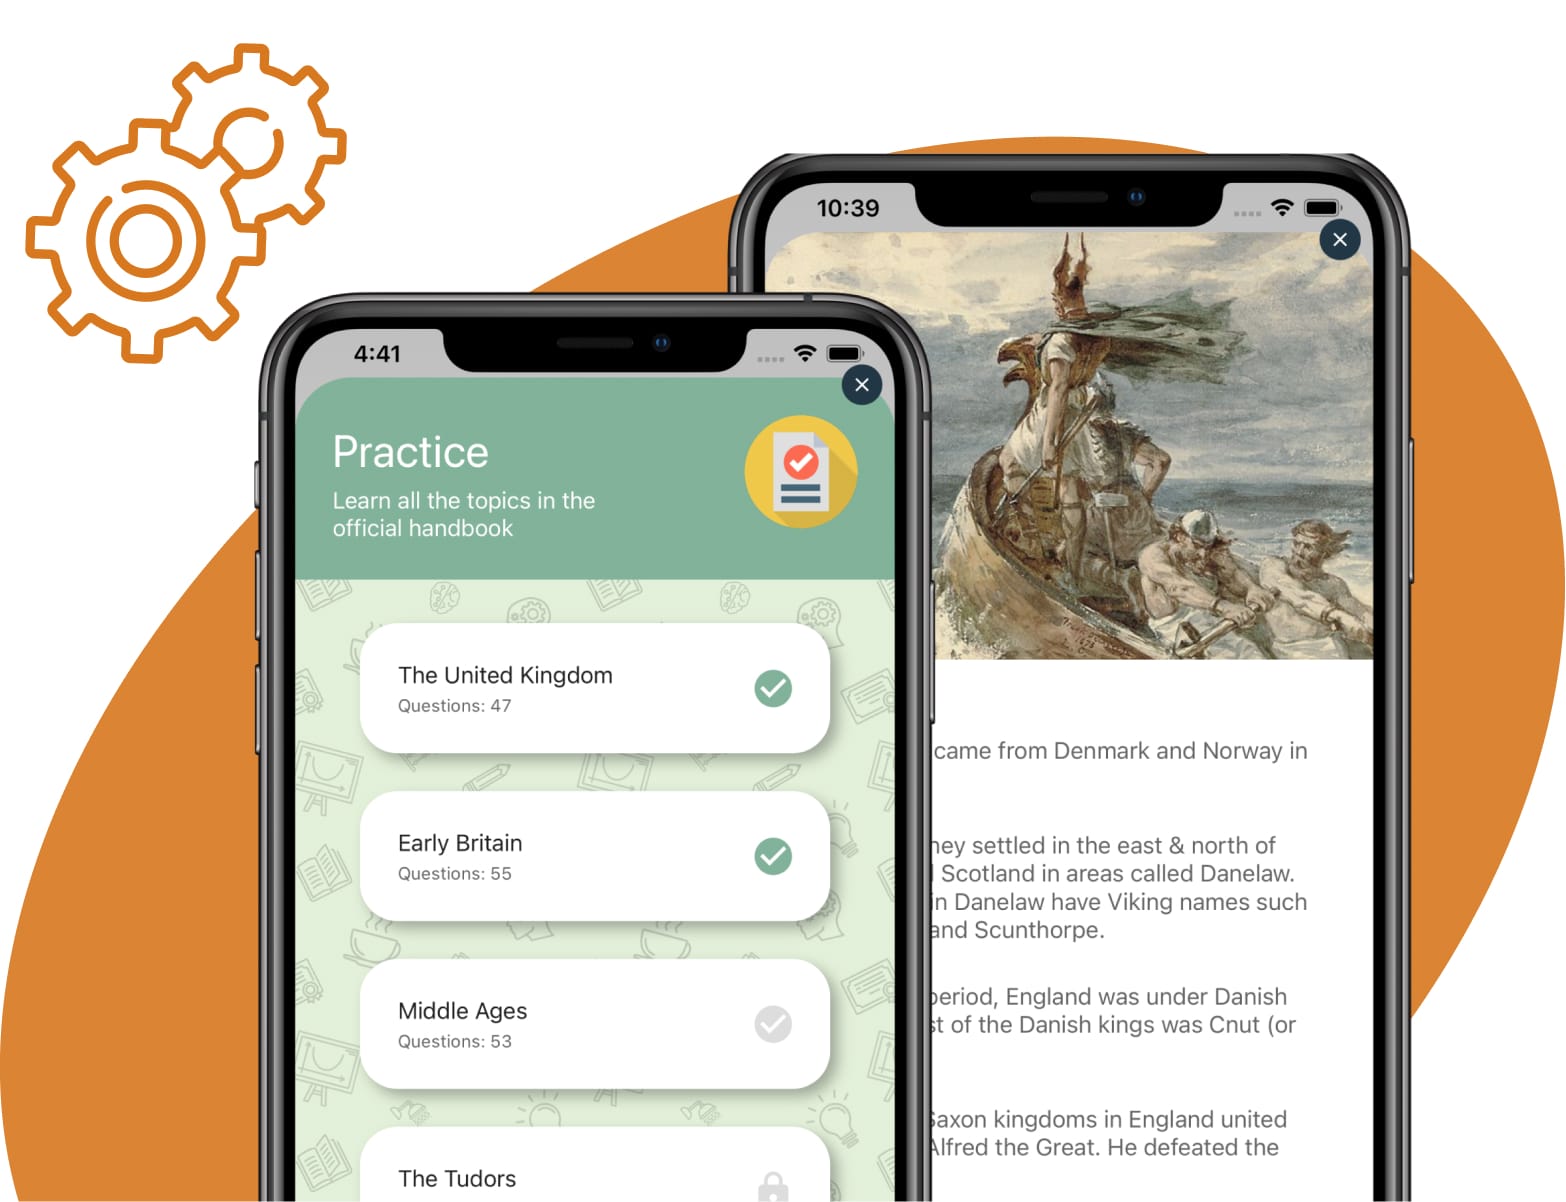 4:41
Practice
Learn all the topics in the
official handbook
The United Kingdom
Questions: 47
Early Britain
Questions: 55
Middle Ages
Questions: 53
The Tudors
10:39
came from Denmark and Norway in
ney settled in the east & north of
Scotland in areas called Danelaw.
in Danelaw have Viking names such
and Scunthorpe.
period, England was under Danish
st of the Danish kings was Cnut (or
Saxon kingdoms in England united
Alfred the Great. He defeated the